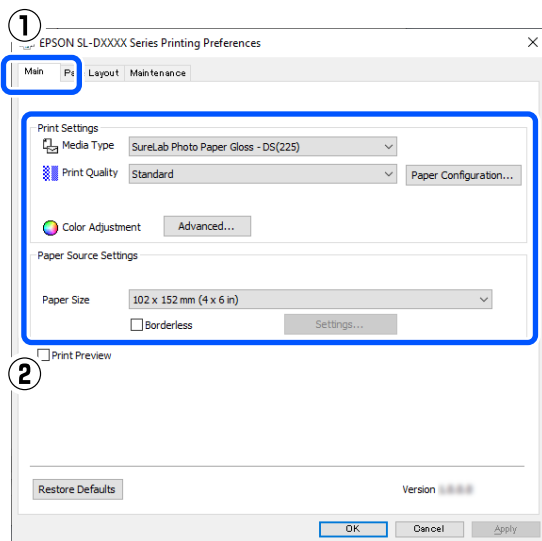 1
EPSON SL-DXXXX Series Printing Preferences
Main Layout Maintenance
Print Settings
Media Type SureLab Photo Paper Gloss - DS(225)
Print Quality Standard Paper Configuration...
Color Adjustment Advanced...
Paper Source Settings
Paper Size 102 x 152 mm (4 x 6 in)
Borderless Settings...
Print Preview
2
Restore Defaults Version
OK Cancel Apply